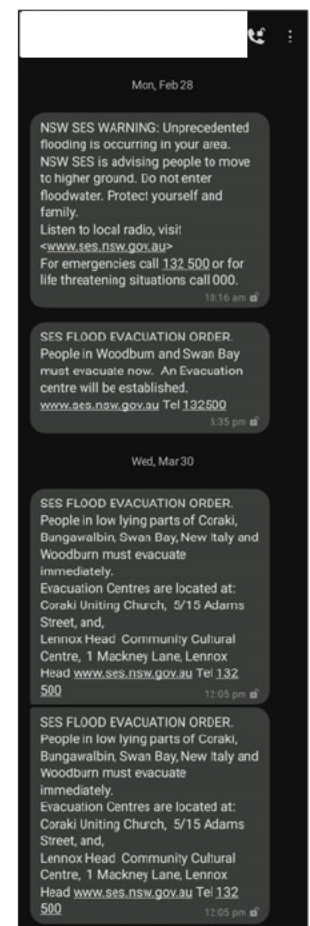 Mon, Feb 28
NSW SES WARNING: Unprecedented
flooding is occurring in your area.
NSW SES is advising people to move
to higher ground. Do not enter
floodwater. Protect yourself and
family.
Listen to local radio, visit
<www.ses.nsw.gov.au>
For emergencies call 132 500 or for
life threatening situations call 000.
10:16 am
SES FLOOD EVACUATION ORDER.
People in Woodburn and Swan Bay
must evacuate now. An Evacuation
centre will be established.
www.ses.nsw.gov.au Tel 132500
5:35 pm
Wed, Mar 30
SES FLOOD EVACUATION ORDER.
People in low lying parts of Coraki,
Bungawalbin, Swan Bay, New Italy and
Woodburn must evacuate
immediately.
Evacuation Centres are located at:
Coraki Uniting Church, 5/15 Adams
Street, and,
Lennox Head Community Cultural
Centre, 1 Mackney Lane, Lennox
Head www.ses.nsw.gov.au Tel 132
500
12:05 pm
SES FLOOD EVACUATION ORDER.
People in low lying parts of Coraki,
Bungawalbin, Swan Bay, New Italy and
Woodburn must evacuate
immediately.
Evacuation Centres are located at:
Coraki Uniting Church, 5/15 Adams
Street, and,
Lennox Head Community Cultural
Centre, 1 Mackney Lane, Lennox
Head www.ses.nsw.gov.au Tel 132
500
12:05 pm